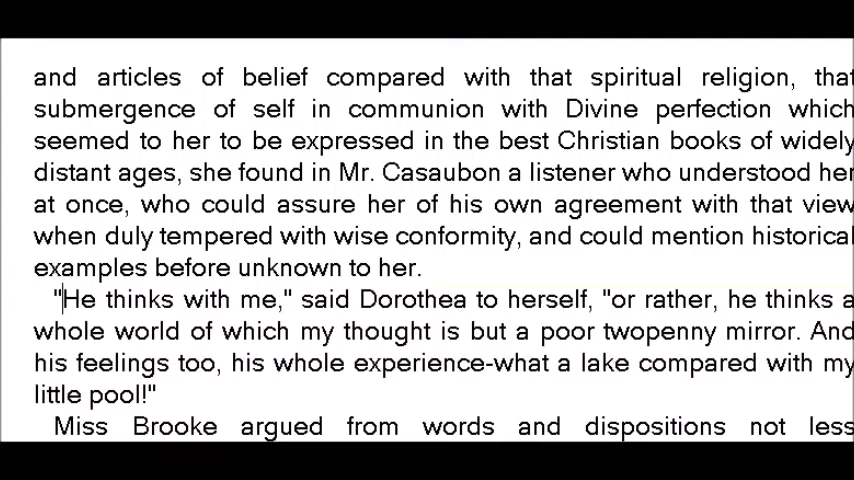 and articles of belief compared with that spiritual religion, that
submergence of self in communion with Divine perfection which
seemed to her to be expressed in the best Christian books of widely
distant ages, she found in Mr. Casaubon a listener who understood her
at once, who could assure her of his own agreement with that view
when duly tempered with wise conformity, and could mention historical
examples before unknown to her.
"He thinks with me," said Dorothea to herself, "or rather, he thinks a
whole world of which my thought is but a poor twopenny mirror. And
his feelings too, his whole experience-what a lake compared with my
little pool!"
Miss Brooke argued from words and dispositions not less